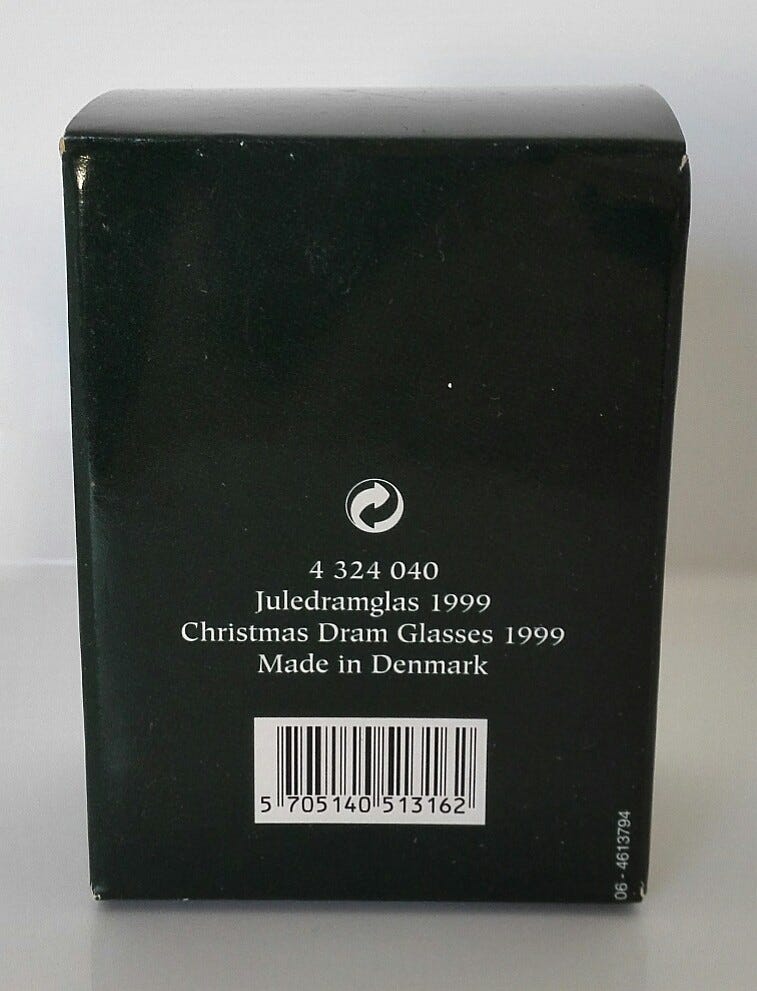 4 324 040
Juledramglas 1999
Christmas Dram Glasses 1999
Made in Denmark
5 705140 513162
06 - 4613794